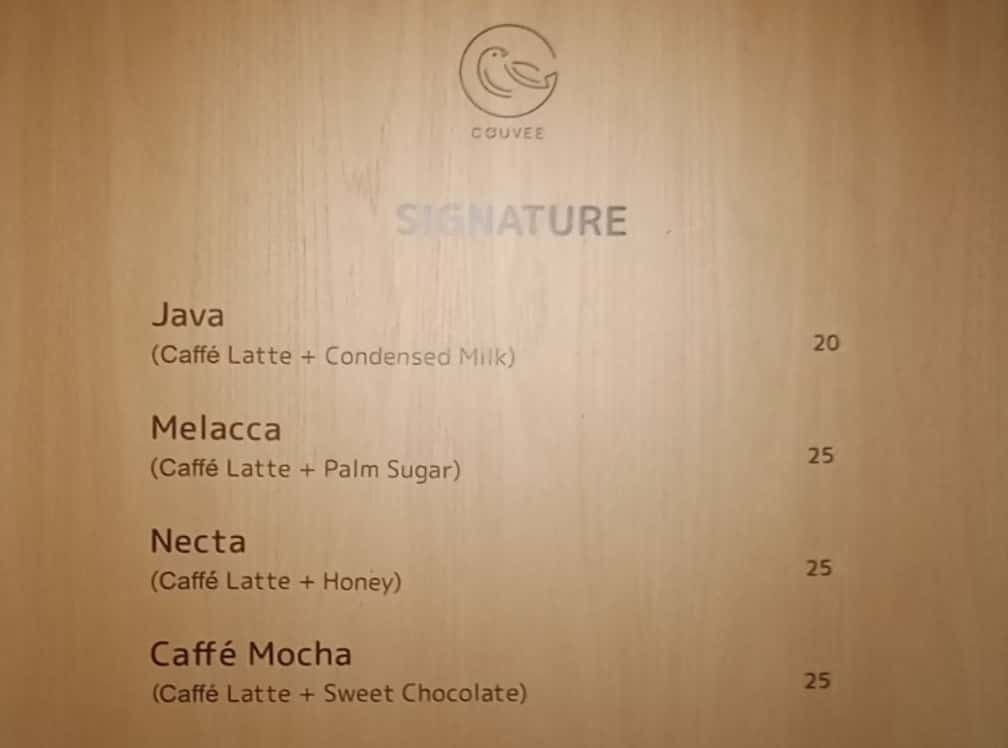 COUVEE
SIGNATURE
Java
(Caffé Latte + Condensed Milk)
20
Melacca
(Caffé Latte + Palm Sugar)
25
Necta
(Caffé Latte + Honey)
25
Caffé Mocha
(Caffé Latte + Sweet Chocolate)
25